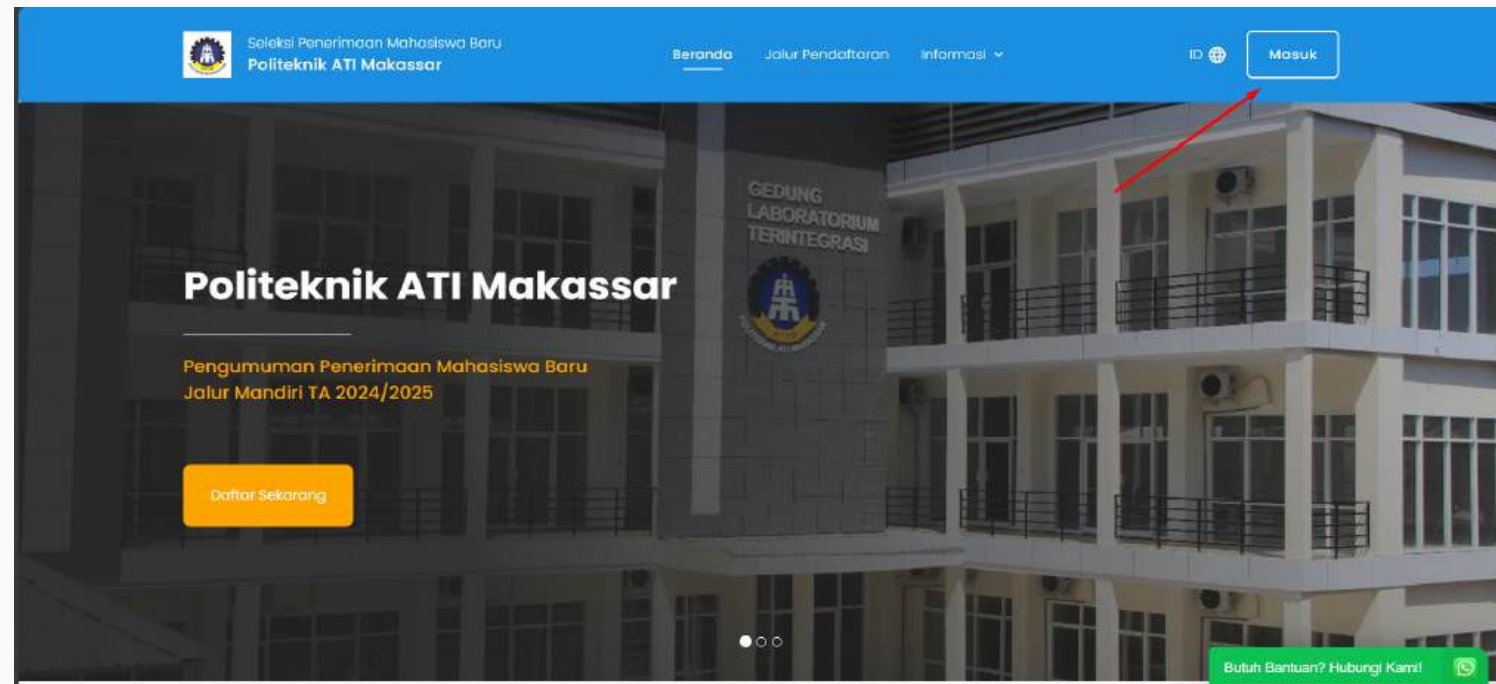 Seleksi Penerimaan Mahasiswa Baru
Politeknik ATI Makassar
Beranda
Jalur Pendaftaran
Informasi
ID
Masuk
GEDUNG
LABORATORIUM
TERINTEGRASI
Politeknik ATI Makassar
Pengumuman Penerimaan Mahasiswa Baru
Jalur Mandiri TA 2024/2025
Daftar Sekarang
Butuh Bantuan? Hubungi Kami!